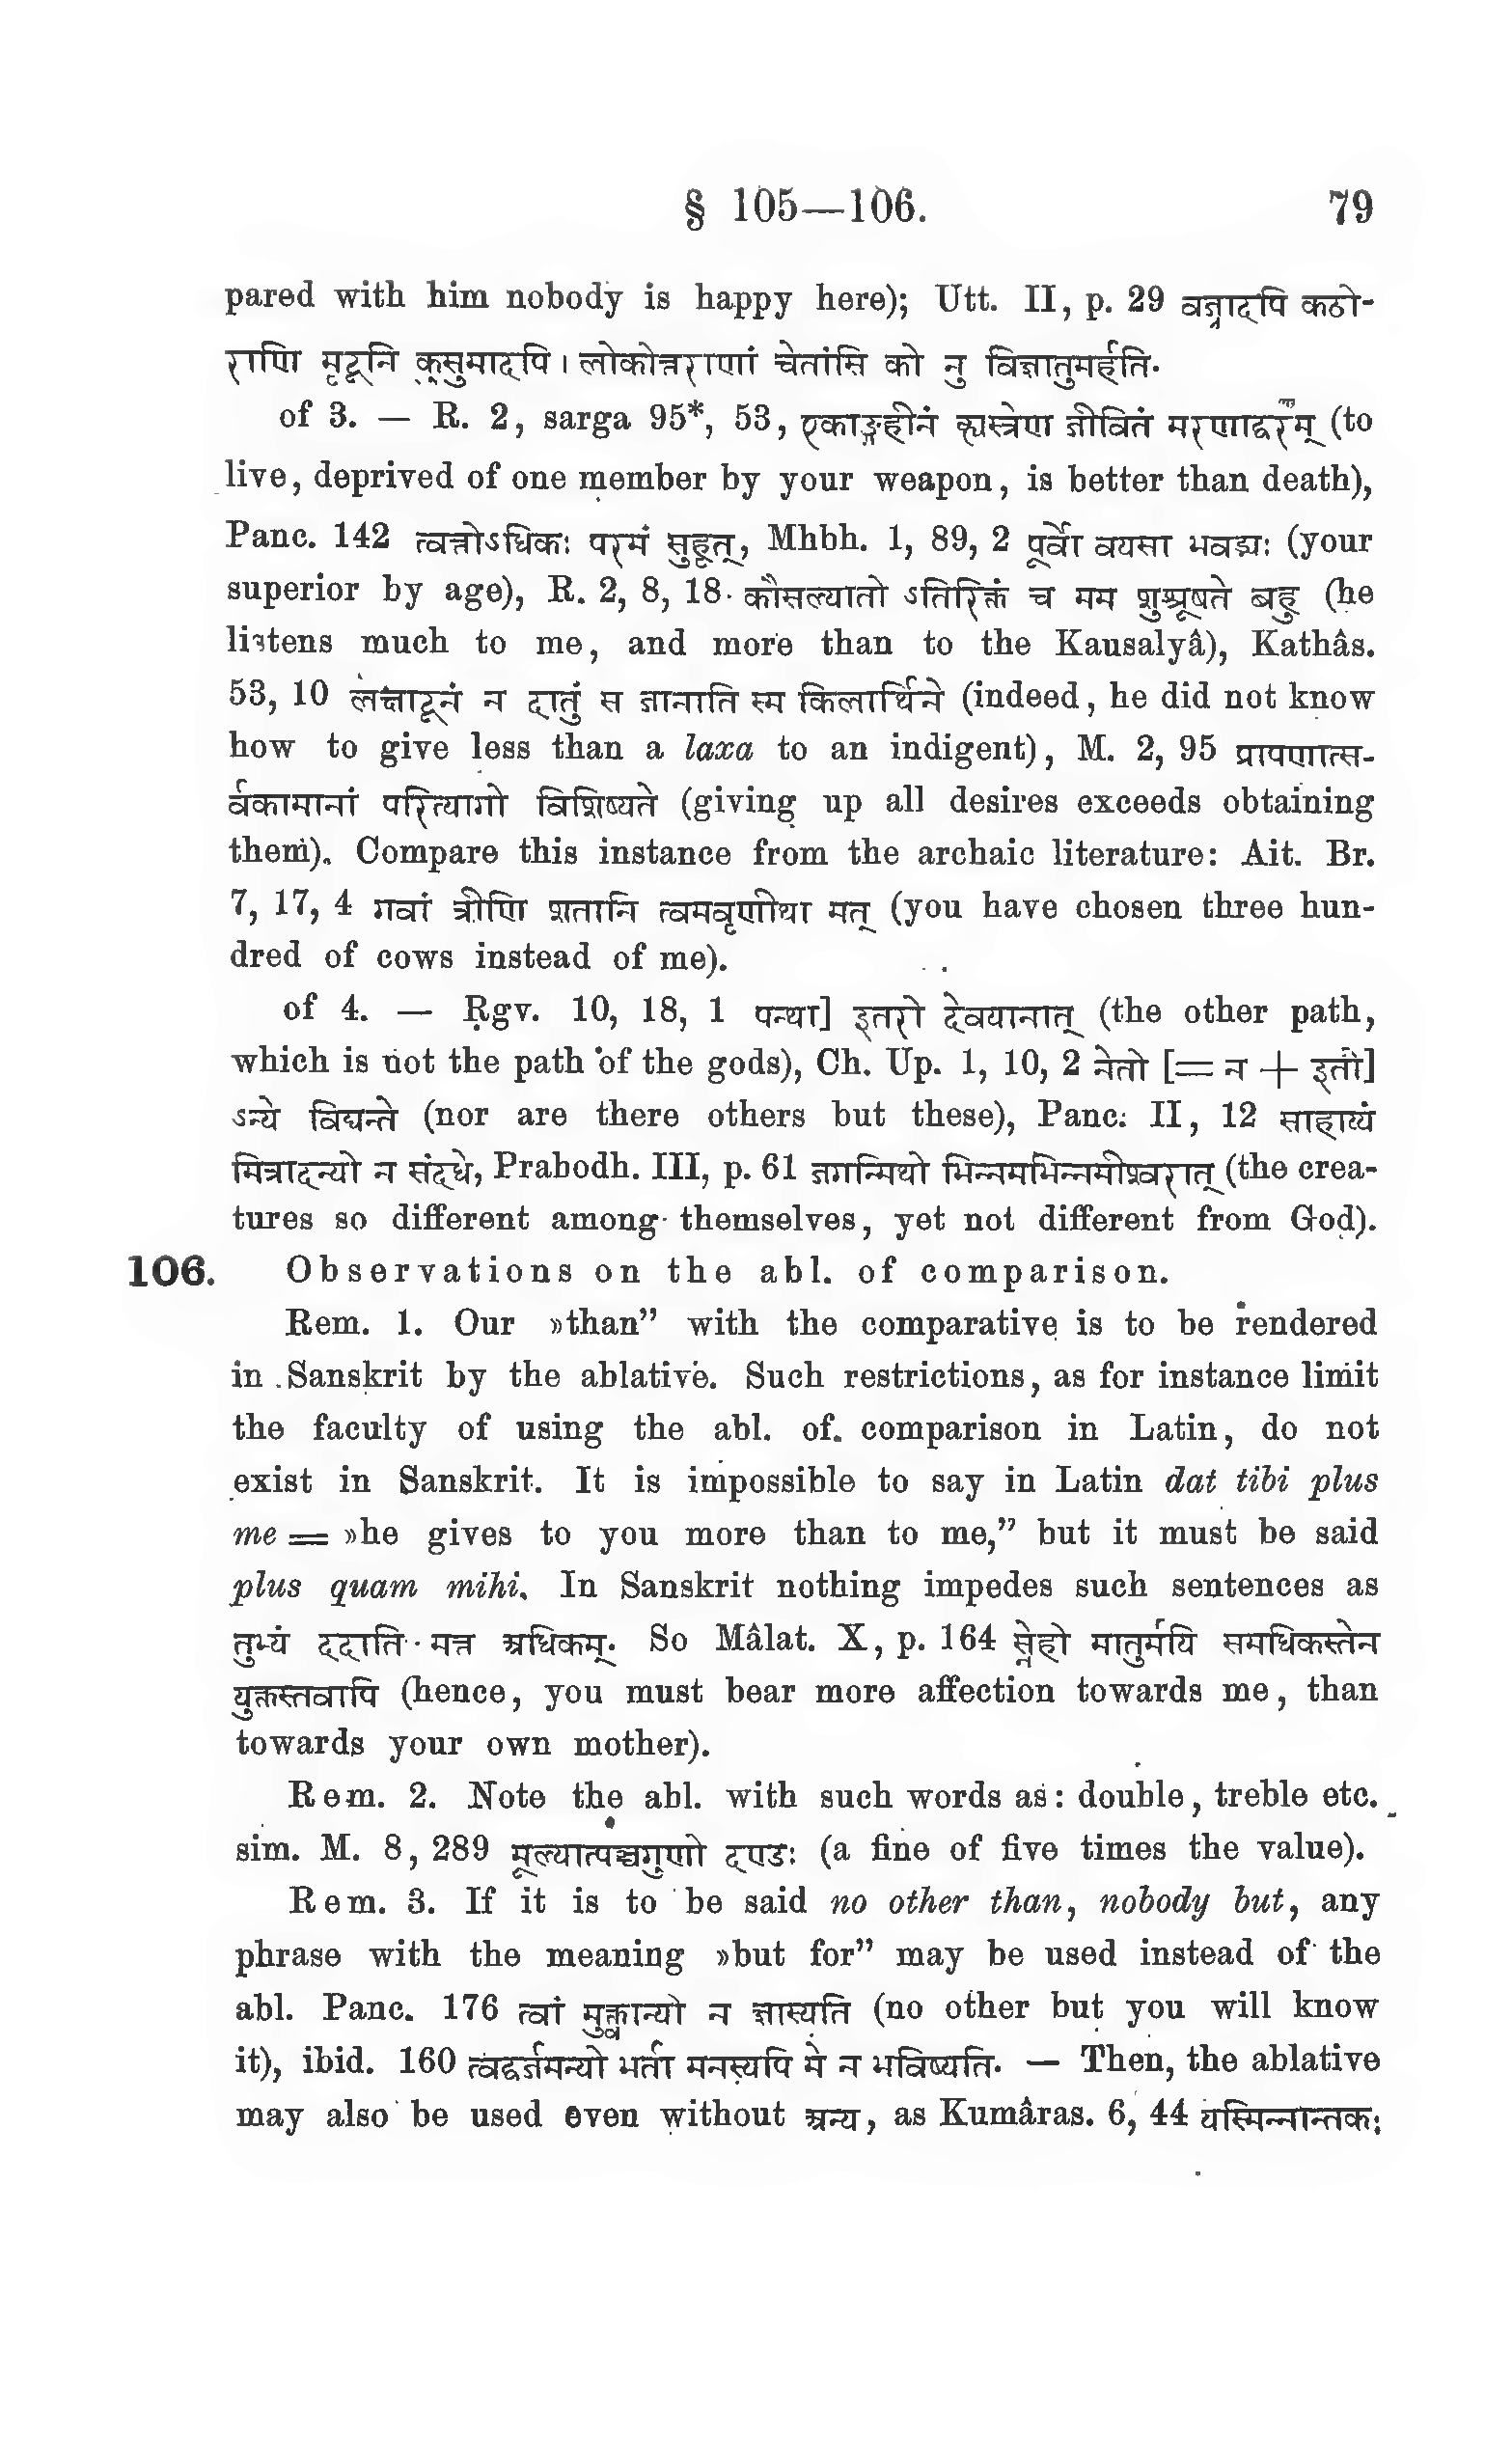 § 105—106. 79
pared with him nobody is happy here); Utt. II, p. 29 वज्रादपि कठो-
राणि मृदूनि कुसुमादपि । लोकोत्तराणां चेतांसि को नु विज्ञातुमर्हति.
of 3. — R. 2, sarga 95*, 53, एकाङ्गहीनं ह्यस्त्रेण जीवितं मरणाद्वरम् (to
live, deprived of one member by your weapon, is better than death),
Panc. 142 त्वत्तोऽधिकः परमं सुहृत्, Mhbh. 1, 89, 2 पूर्वो वयसा भवद्भ्यः (your
superior by age), R. 2, 8, 18 कौसल्यातो ऽतिरिक्तं च मम शुश्रूषते बहु (he
listens much to me, and more than to the Kausalyâ), Kathâs.
53, 10 लक्षादूनं न दातुं स जानाति स्म किलार्थिने (indeed, he did not know
how to give less than a laxa to an indigent), M. 2, 95 प्रापणात्स-
र्वकामानां परित्यागो विशिष्यते (giving up all desires exceeds obtaining
them). Compare this instance from the archaic literature: Ait. Br.
7, 17, 4 गवां त्रीणि शतानि त्वमवृणीथा मत् (you have chosen three hun-
dred of cows instead of me).
of 4. — Ṛgv. 10, 18, 1 पन्था] इतरो देवयानात् (the other path,
which is not the path of the gods), Ch. Up. 1, 10, 2 नेतो [= न + इतो]
ऽन्ये विद्यन्ते (nor are there others but these), Panc. II, 12 साहाय्यं
मित्रादन्यो न संदधे, Prabodh. III, p. 61 जगन्मिथो भिन्नमभिन्नमीश्वरात् (the crea-
tures so different among themselves, yet not different from God).
106. Observations on the abl. of comparison.
Rem. 1. Our »than” with the comparative is to be rendered
in Sanskrit by the ablative. Such restrictions, as for instance limit
the faculty of using the abl. of comparison in Latin, do not
exist in Sanskrit. It is impossible to say in Latin dat tibi plus
me = »he gives to you more than to me,” but it must be said
plus quam mihi. In Sanskrit nothing impedes such sentences as
तुभ्यं ददाति मत्त अधिकम्. So Mâlat. X, p. 164 स्नेहो मातुर्मयि समधिकस्तेन
युक्तस्तवापि (hence, you must bear more affection towards me, than
towards your own mother).
Rem. 2. Note the abl. with such words as: double, treble etc.
sim. M. 8, 289 मूल्यात्पञ्चगुणो दण्डः (a fine of five times the value).
Rem. 3. If it is to be said no other than, nobody but, any
phrase with the meaning »but for” may be used instead of the
abl. Panc. 176 त्वां मुक्त्वान्यो न ज्ञास्यति (no other but you will know
it), ibid. 160 त्वद्वर्जमन्यो भर्ता मनस्यपि मे न भविष्यति. — Then, the ablative
may also be used even without अन्य, as Kumâras. 6, 44 यस्मिन्नान्तकः